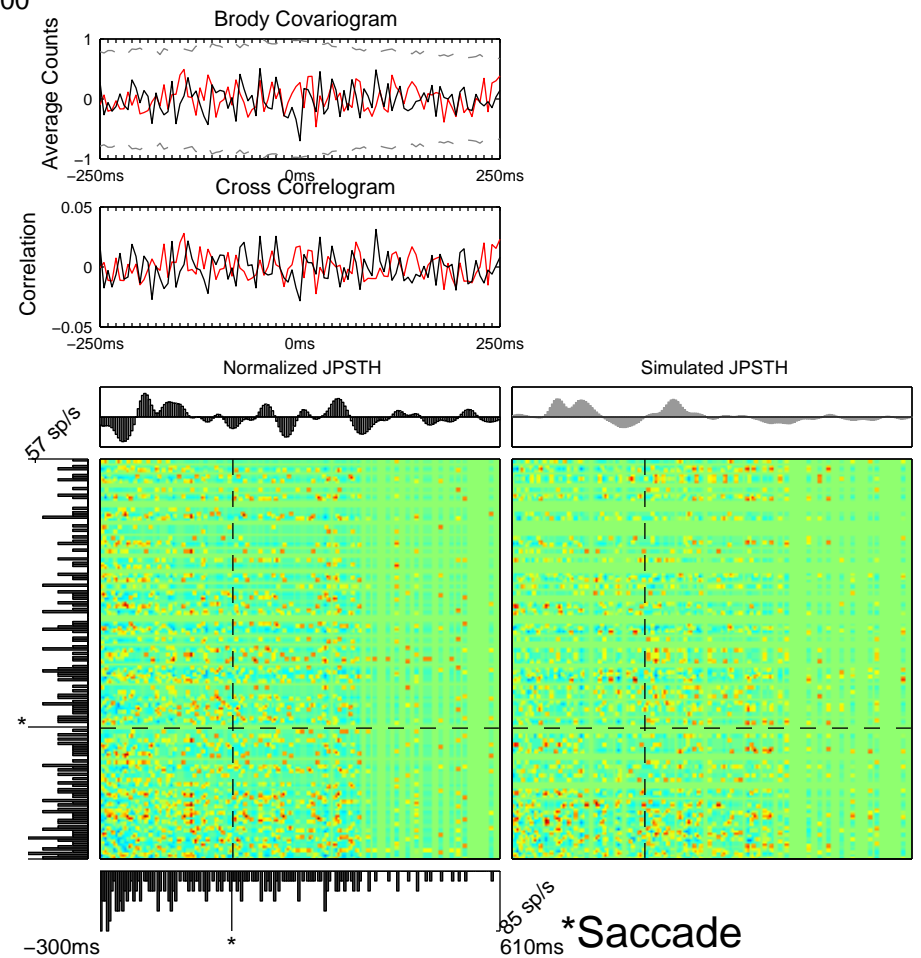 00
Brody Covariogram
Average Counts
1
0
−1
−250ms
0ms
250ms
Cross Correlogram
Correlation
0.05
0
−0.05
−250ms
0ms
250ms
Normalized JPSTH
Simulated JPSTH
57 sp/s
*
*
85 sp/s
−300ms
610ms
*Saccade